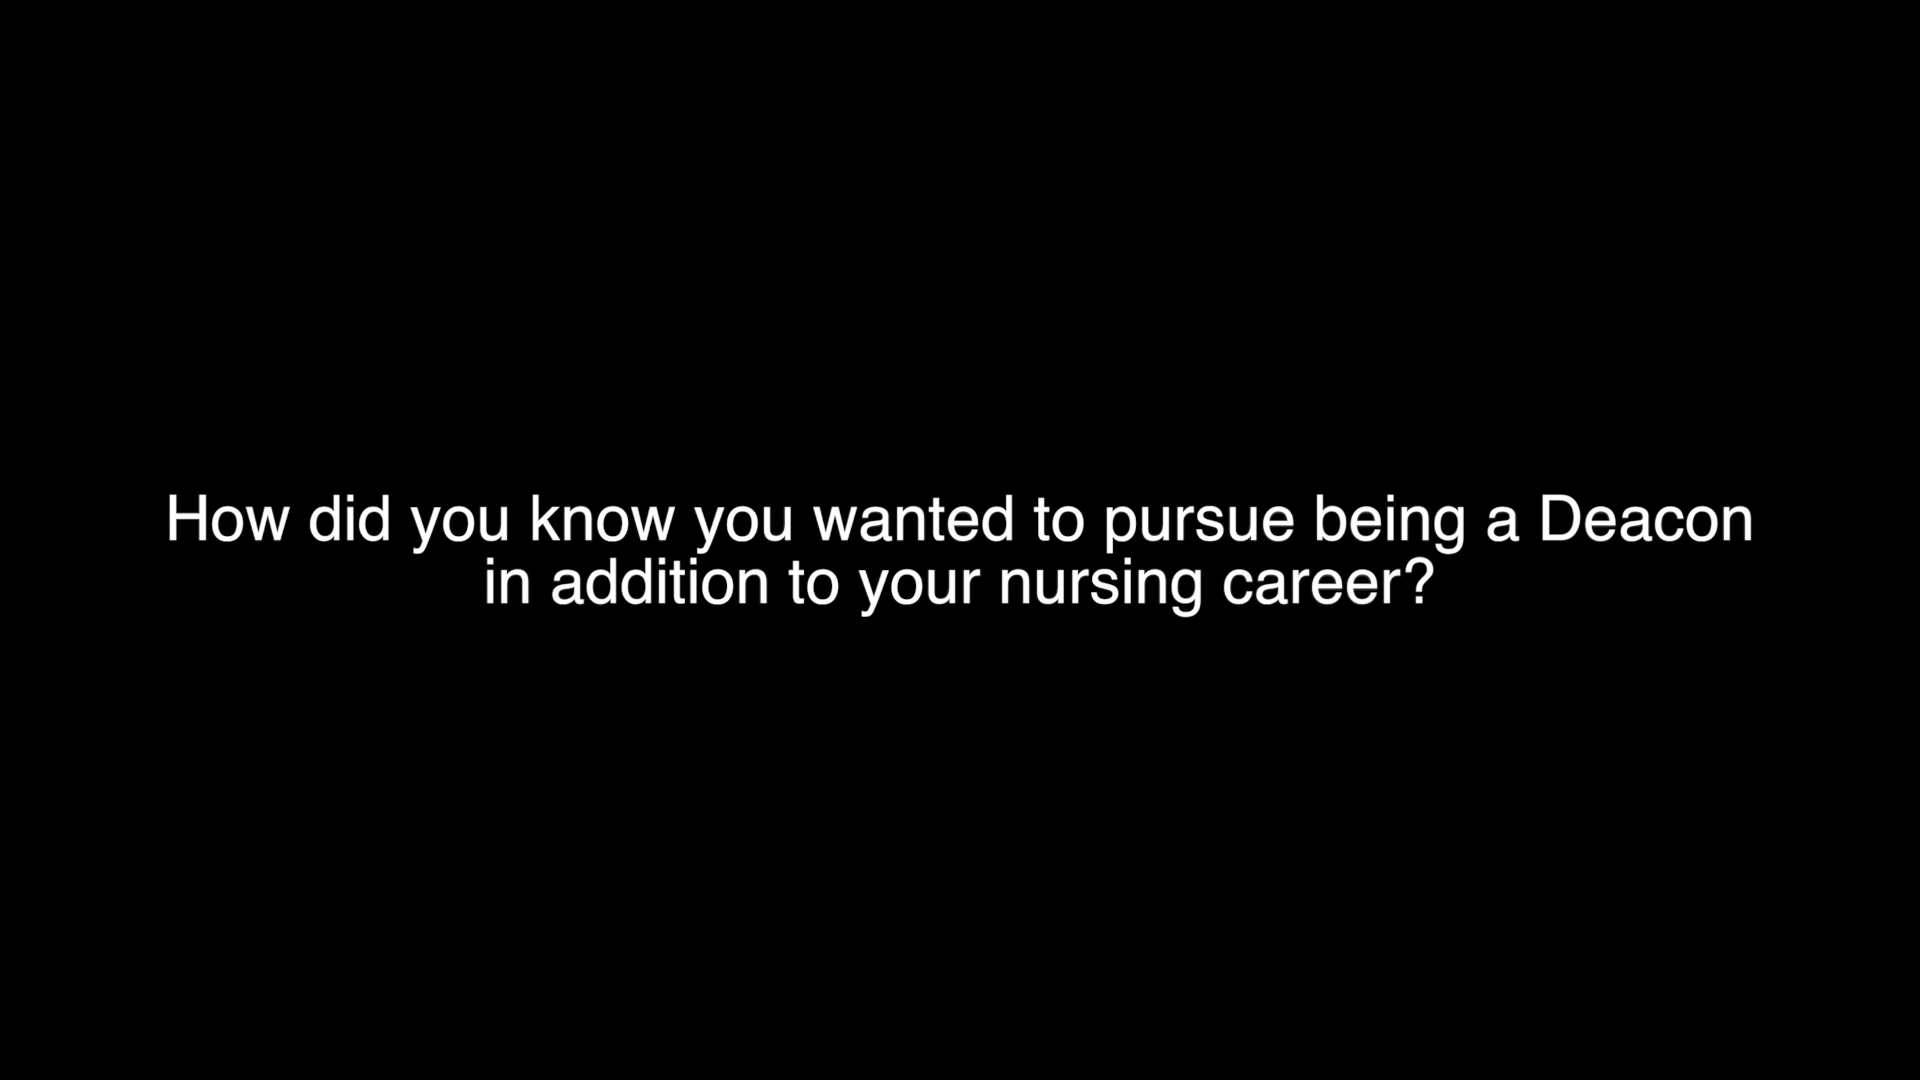 How did you know you wanted to pursue being a Deacon
in addition to your nursing career?